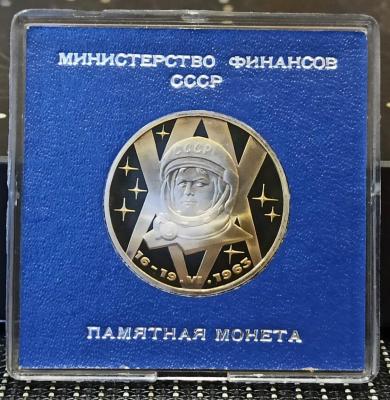 МИНИСТЕРСТВО ФИНАНСОВ
СССР
СССР
16-19.VI.1963
ПАМЯТНАЯ МОНЕТА